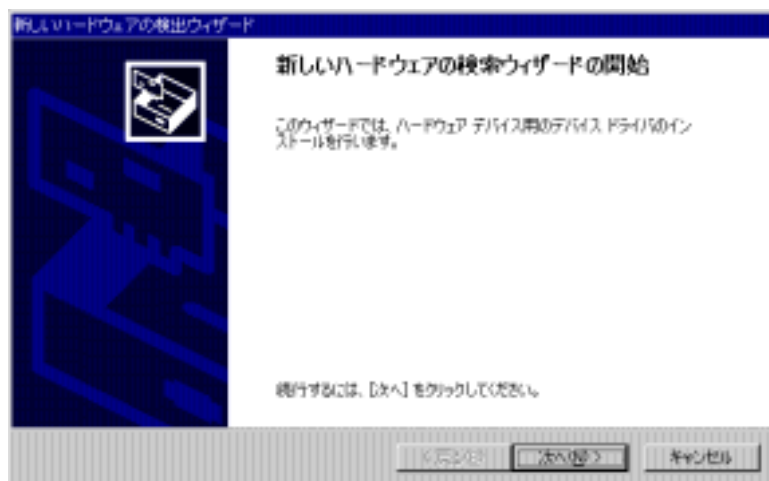 新しいハードウェアの検出ウィザード
新しいハードウェアの検索ウィザードの開始
このウィザードでは、ハードウェア デバイス用のデバイス ドライバのイン
ストールを行います。
続行するには、[次へ] をクリックしてください。
< 戻る(B)
次へ(N) >
キャンセル